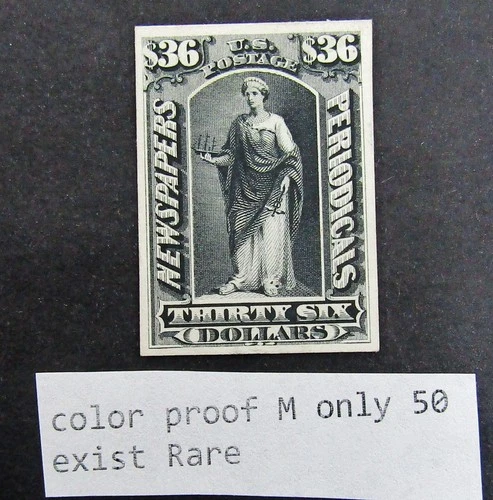 $36 U.S. $36
POSTAGE
NEWSPAPERS
PERIODICALS
THIRTY SIX
DOLLARS
color proof M only 50
exist Rare